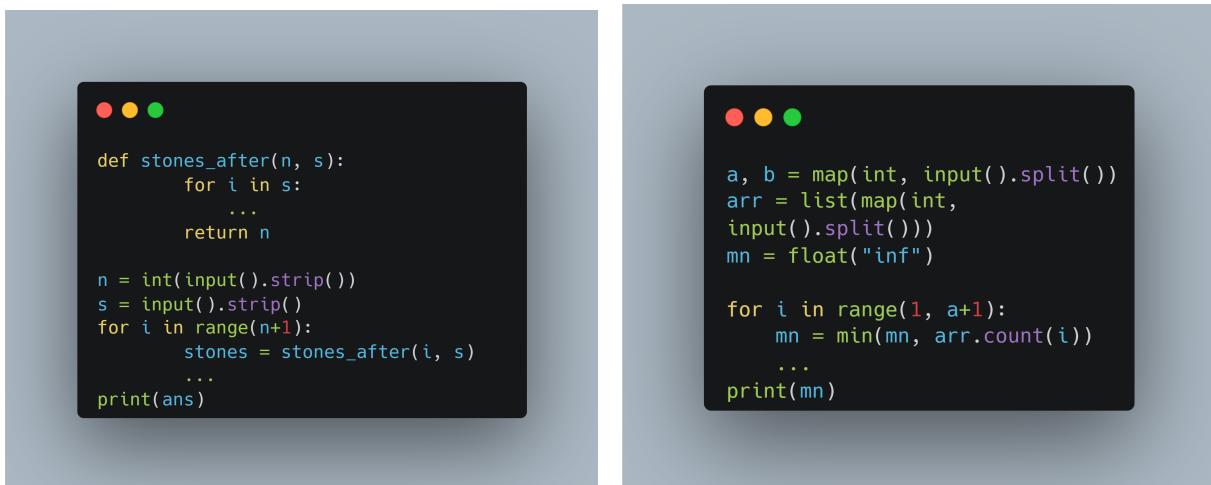 def stones_after(n, s):
for i in s:
...
return n
n = int(input().strip())
s = input().strip()
for i in range(n+1):
stones = stones_after(i, s)
...
print(ans)
a, b = map(int, input().split())
arr = list(map(int,
input().split()))
mn = float("inf")
for i in range(1, a+1):
mn = min(mn, arr.count(i))
...
print(mn)